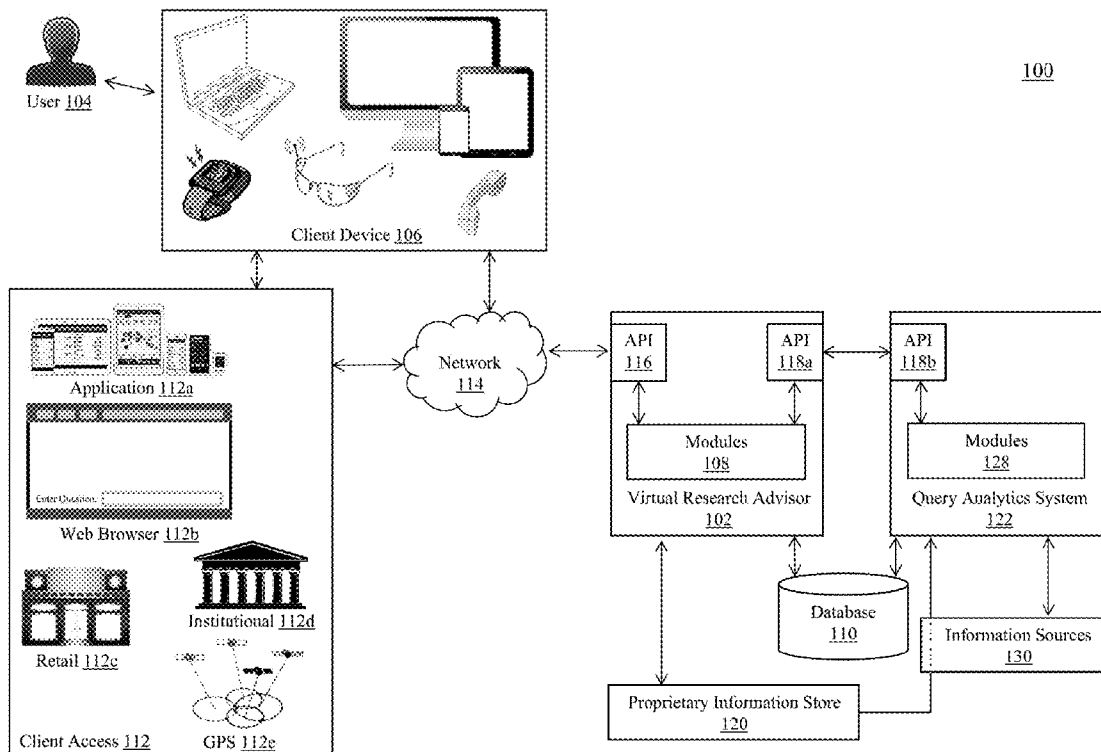 100
User 104
Client Device 106
Application 112a
Enter Question:
Web Browser 112b
Institutional 112d
Retail 112c
GPS 112e
Client Access 112
Network
114
API
116
API
118a
API
118b
Modules
108
Virtual Research Advisor
102
Modules
128
Query Analytics System
122
Database
110
Information Sources
130
Proprietary Information Store
120